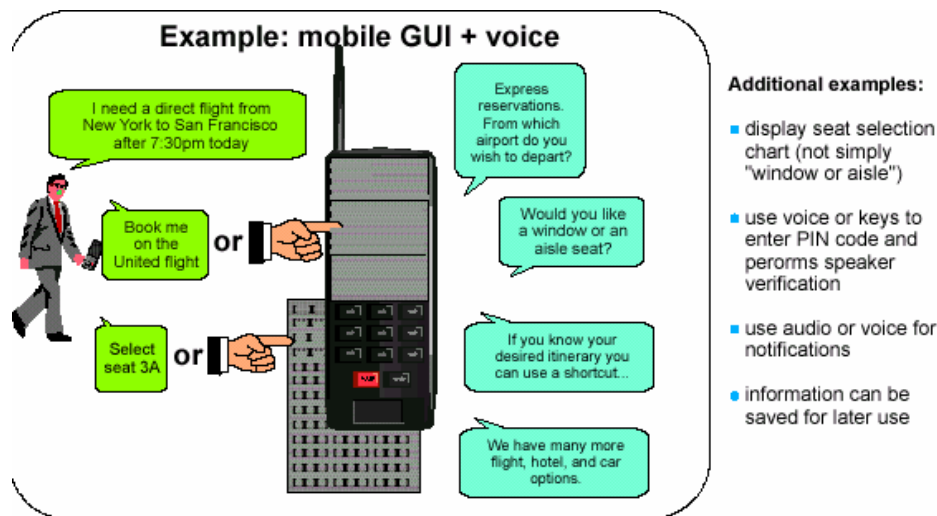 Example: mobile GUI + voice
I need a direct flight from
New York to San Francisco
after 7:30pm today
Book me
on the
United flight
or
Select
seat 3A
or
Express
reservations.
From which
airport do you
wish to depart?
Would you like
a window or an
aisle seat?
If you know your
desired itinerary you
can use a shortcut...
We have many more
flight, hotel, and car
options.
Additional examples:
display seat selection
chart (not simply
"window or aisle")
use voice or keys to
enter PIN code and
peroms speaker
verification
use audio or voice for
notifications
information can be
saved for later use